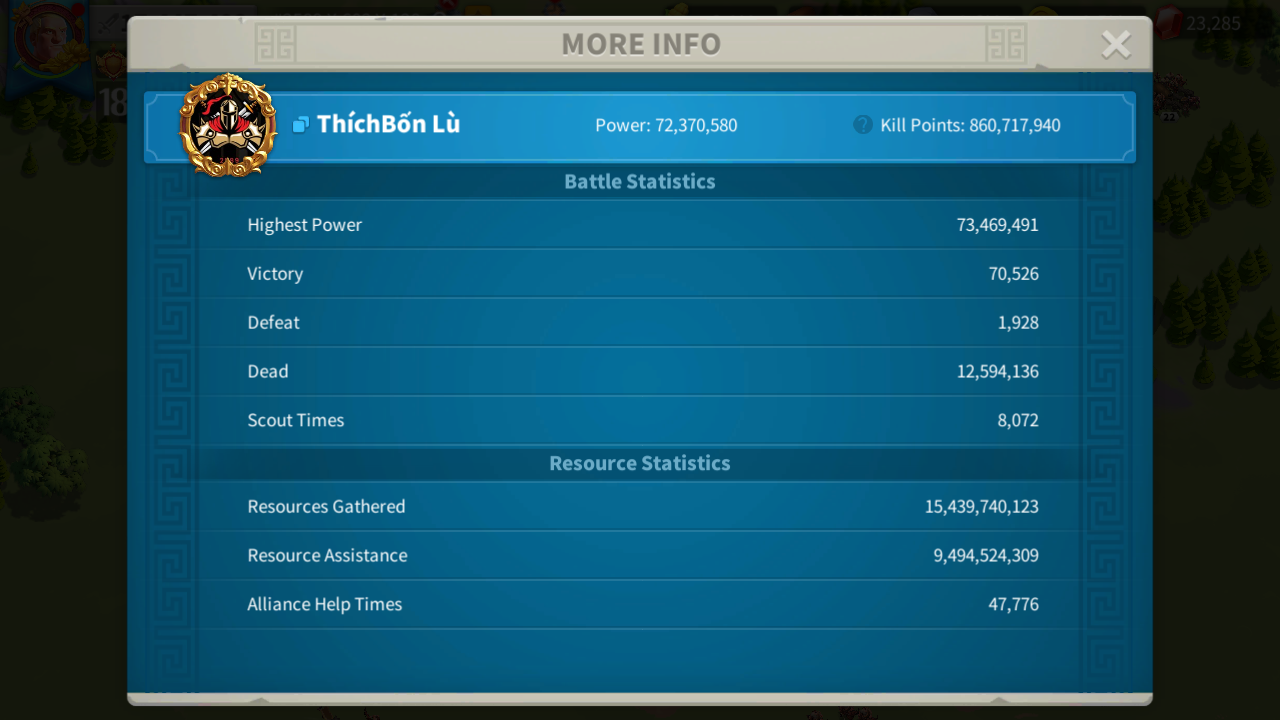 MORE INFO
23,285
18
ThíchBốn Lù
Power: 72,370,580
? Kill Points: 860,717,940
Battle Statistics
Highest Power 73,469,491
Victory 70,526
Defeat 1,928
Dead 12,594,136
Scout Times 8,072
Resource Statistics
Resources Gathered 15,439,740,123
Resource Assistance 9,494,524,309
Alliance Help Times 47,776
22